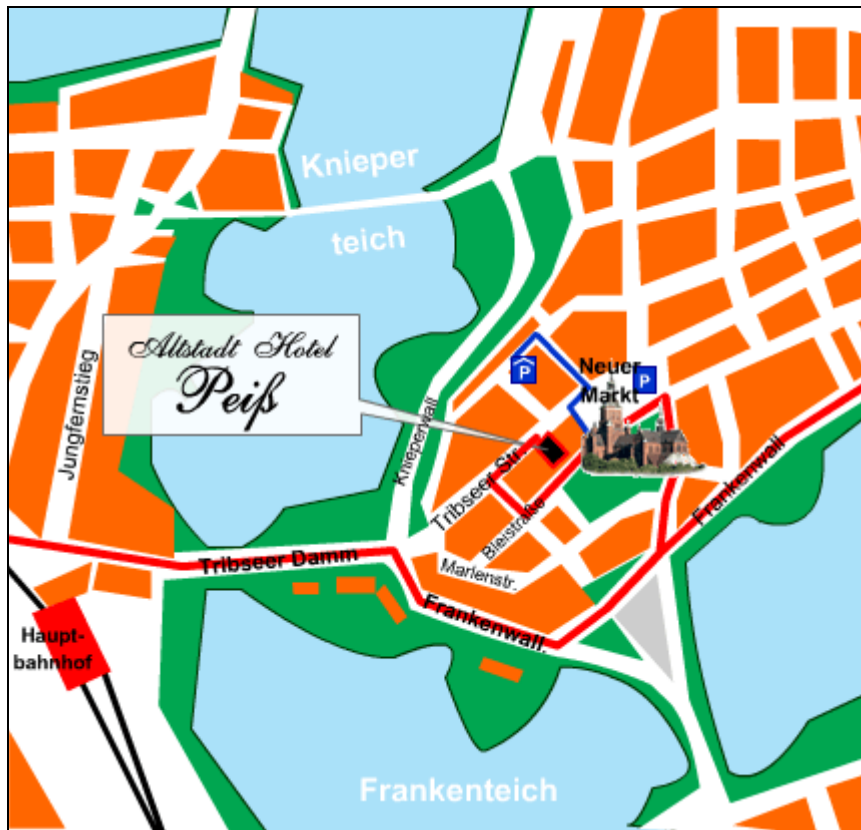 Knieper
teich
Altstadt Hotel
Peiß
Jungfernstieg
Knieperwall
P
Neuer
Markt
P
Tribseer Str.
Bleistraße
Marienstr.
Frankenwall
Tribseer Damm
Frankenwall.
Haupt-
bahnhof
Frankenteich